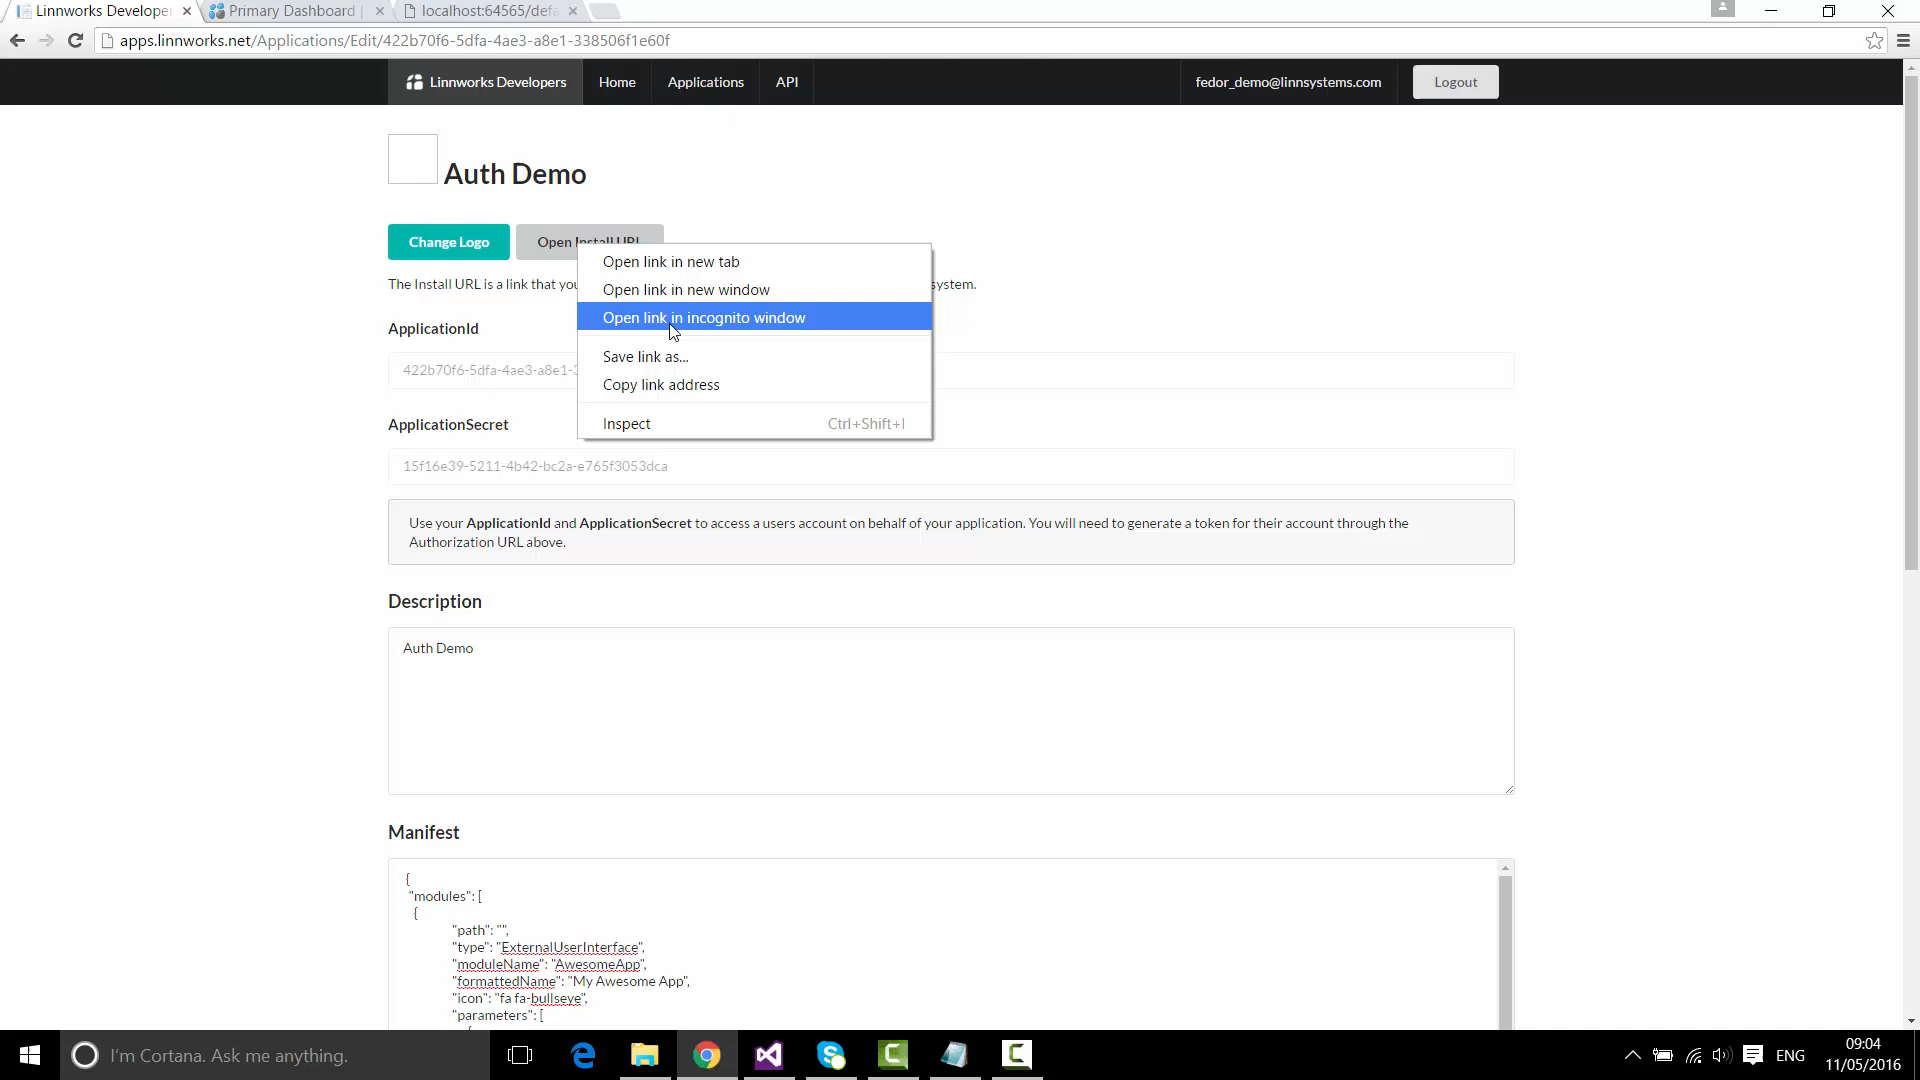 Linnworks Develope
Primary Dashboard |
localhost:64565/defa
apps.linnworks.net/Applications/Edit/422b70f6-5dfa-4ae3-a8e1-338506f1e60f
Linnworks Developers
Home
Applications
API
fedor_demo@linnsystems.com
Logout
Auth Demo
Change Logo
Open Install URL
The Install URL is a link that you
system.
Open link in new tab
Open link in new window
Open link in incognito window
Save link as...
Copy link address
Inspect Ctrl+Shift+I
ApplicationId
422b70f6-5dfa-4ae3-a8e1-3
ApplicationSecret
15f16e39-5211-4b42-bc2a-e765f3053dca
Use your ApplicationId and ApplicationSecret to access a users account on behalf of your application. You will need to generate a token for their account through the
Authorization URL above.
Description
Auth Demo
Manifest
{
"modules": [
{
"path": "",
"type": "ExternalUserInterface",
"moduleName": "AwesomeApp",
"formattedName": "My Awesome App",
"icon": "fa fa-bullseye",
"parameters": [
I'm Cortana. Ask me anything.
ENG
09:04
11/05/2016